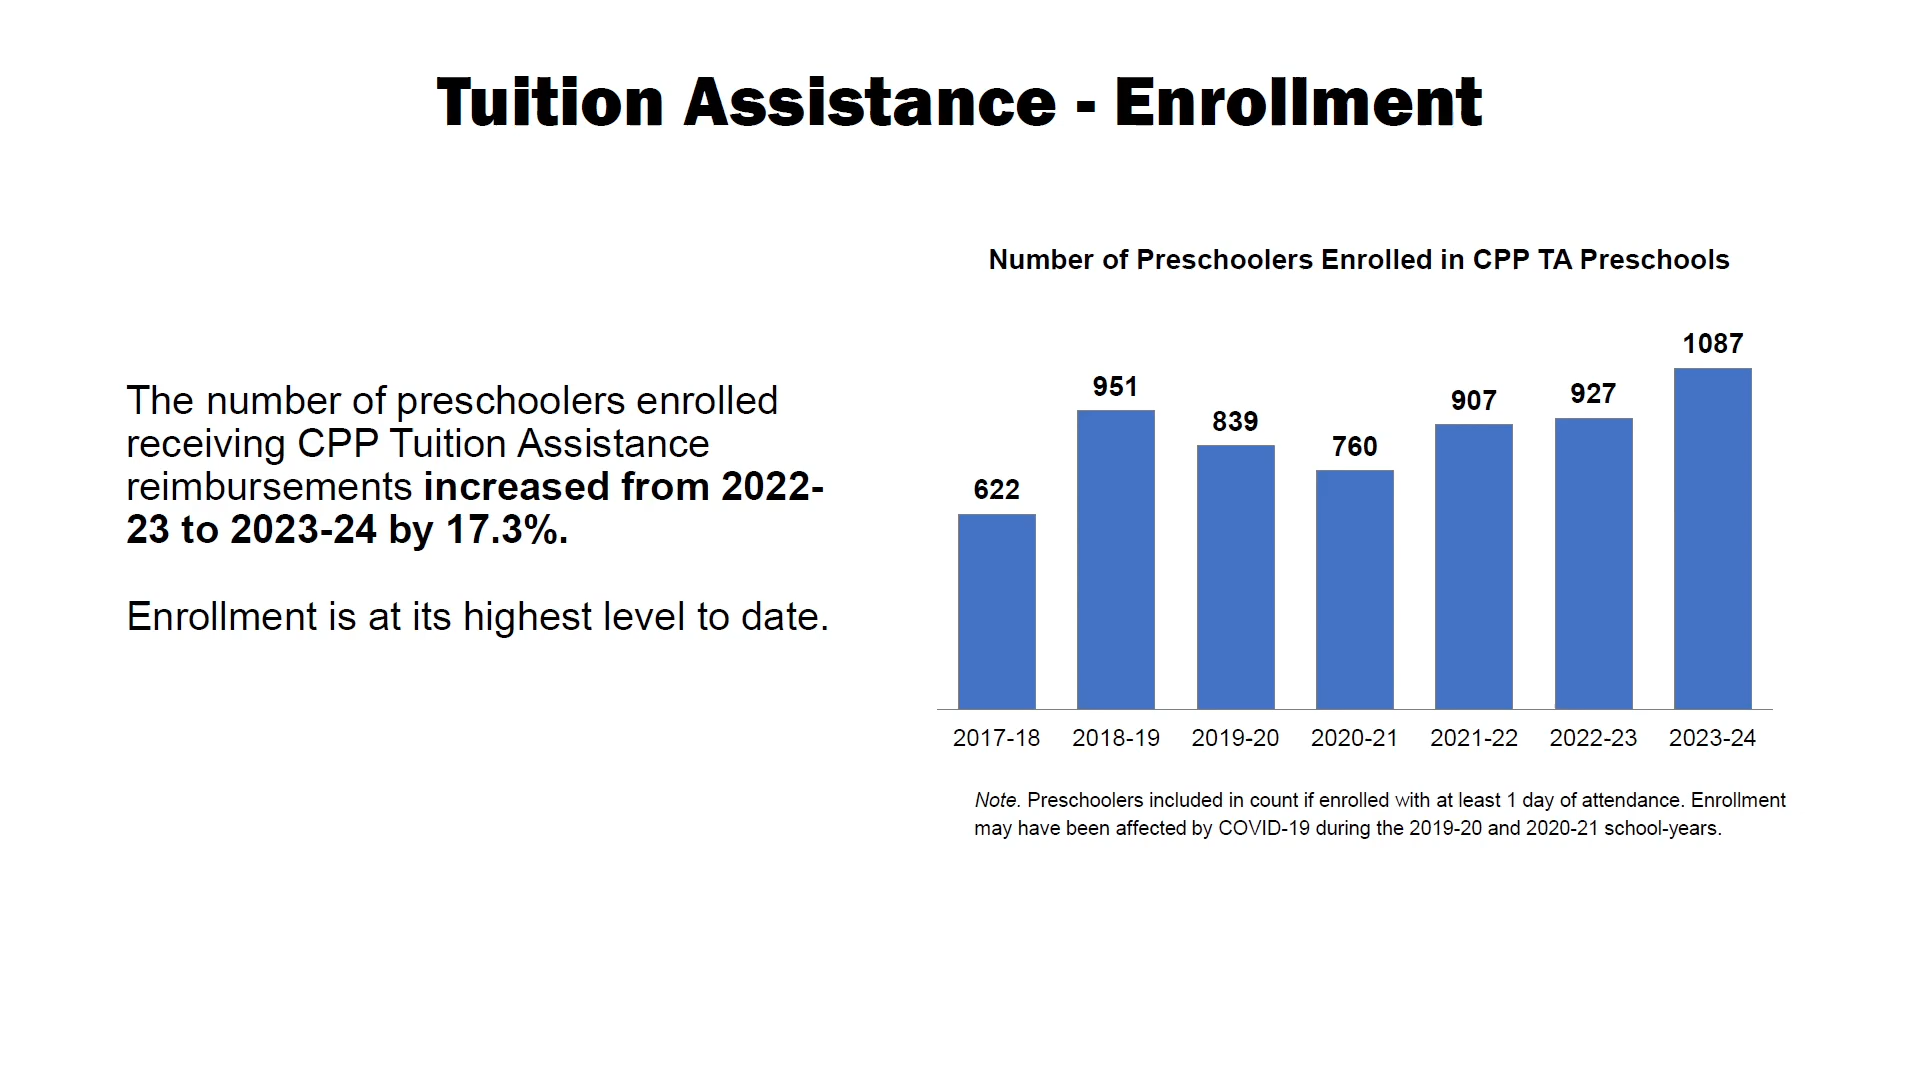 Tuition Assistance - Enrollment
The number of preschoolers enrolled
receiving CPP Tuition Assistance
reimbursements increased from 2022-
23 to 2023-24 by 17.3%.
Enrollment is at its highest level to date.
Number of Preschoolers Enrolled in CPP TA Preschools
622
951
839
760
907
927
1087
2017-18
2018-19
2019-20
2020-21
2021-22
2022-23
2023-24
Note. Preschoolers included in count if enrolled with at least 1 day of attendance. Enrollment
may have been affected by COVID-19 during the 2019-20 and 2020-21 school-years.